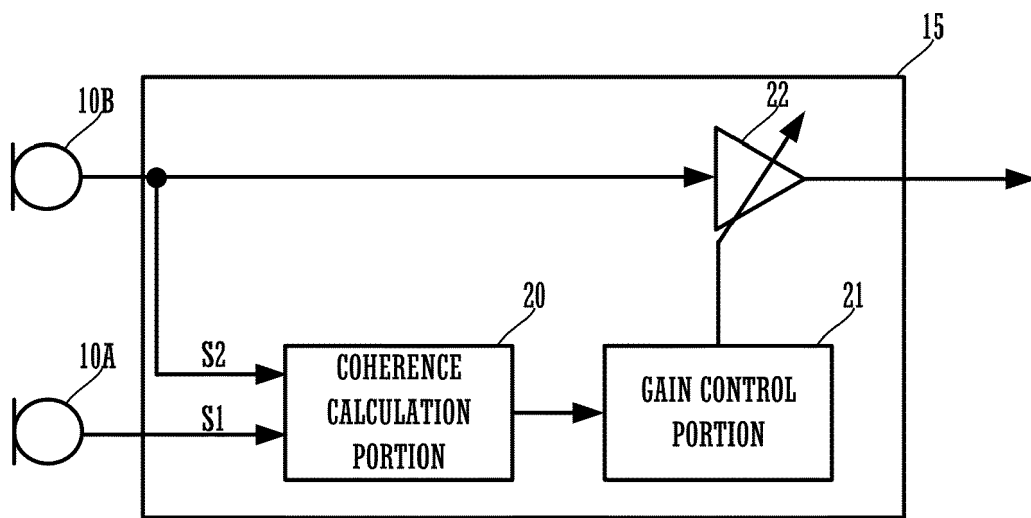 15
10B
22
20
21
10A
S2
S1
COHERENCE
CALCULATION
PORTION
GAIN CONTROL
PORTION